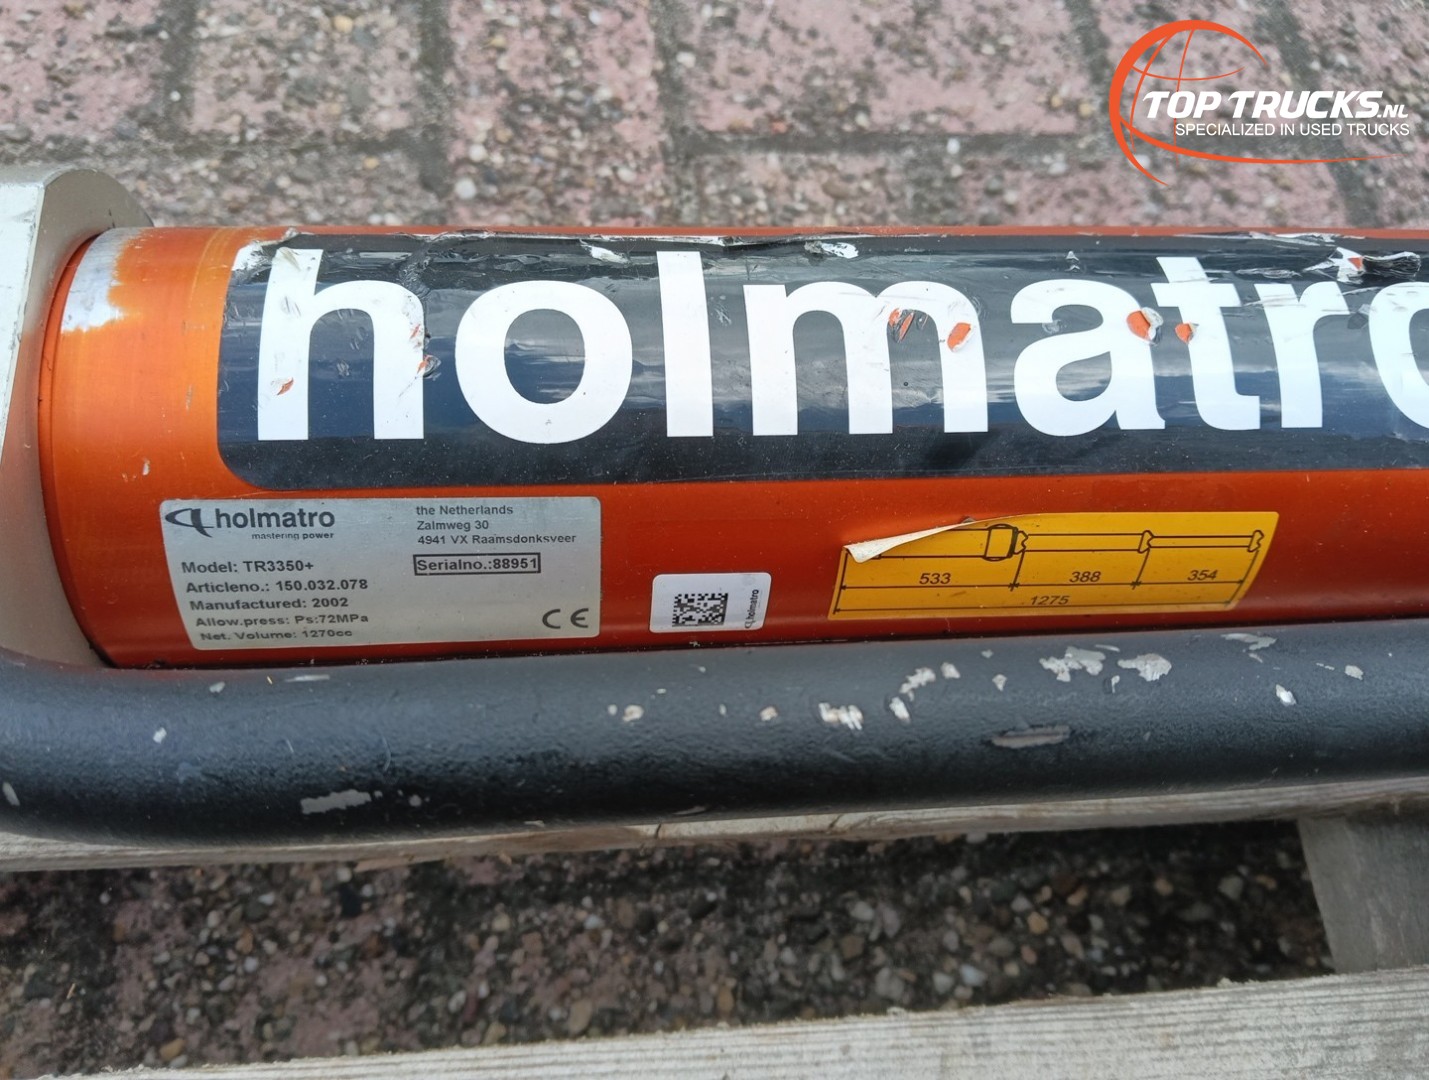 TOP TRUCKS.NL
SPECIALIZED IN USED TRUCKS
holmatro
holmatro
mastering power
the Netherlands
Zalmweg 30
4941 VX Raamsdonksveer
Model: TR3350+
Serialno.:88951
Articleno.: 150.032.078
Manufactured: 2002
Allow.press: Ps:72MPa
Net. Volume: 1270cc
CE
holmatro
533
388
354
1275